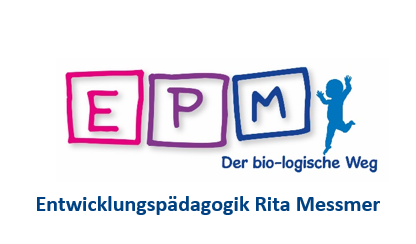 EPM
Der bio-logische Weg
Entwicklungspädagogik Rita Messmer